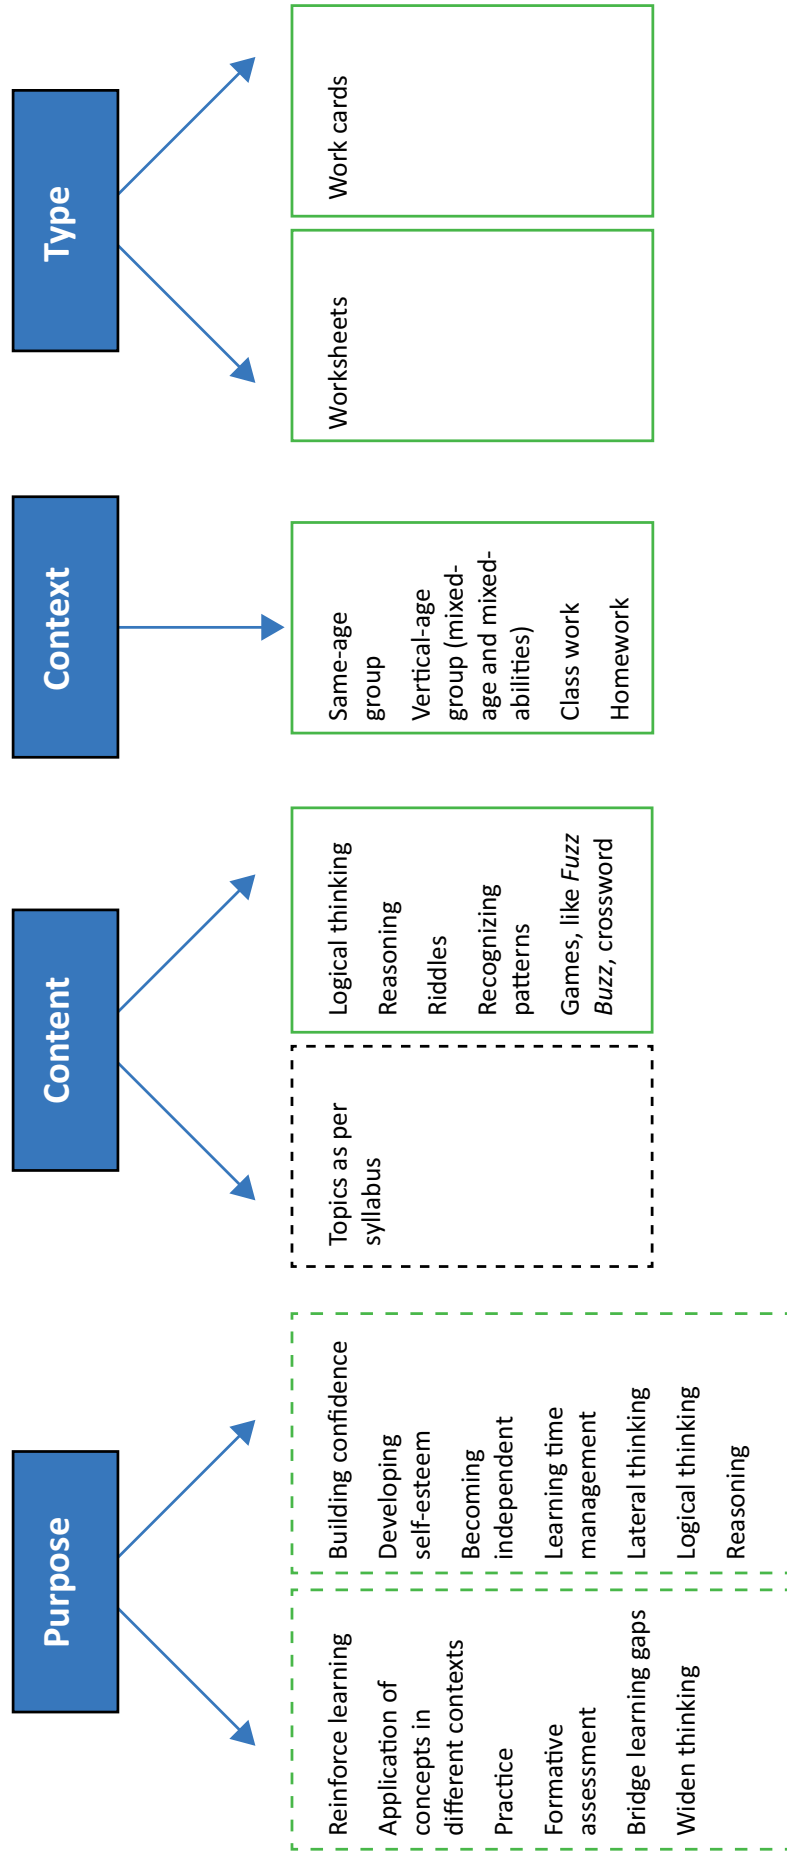 Purpose
Reinforce learning
Application of
concepts in
different contexts
Practice
Formative
assessment
Bridge learning gaps
Widen thinking
Building confidence
Developing
self-esteem
Becoming
independent
Learning time
management
Lateral thinking
Logical thinking
Reasoning
Content
Topics as per
syllabus
Logical thinking
Reasoning
Riddles
Recognizing
patterns
Games, like Fuzz
Buzz, crossword
Context
Same-age
group
Vertical-age
group (mixed-
age and mixed-
abilities)
Class work
Homework
Type
Worksheets
Work cards